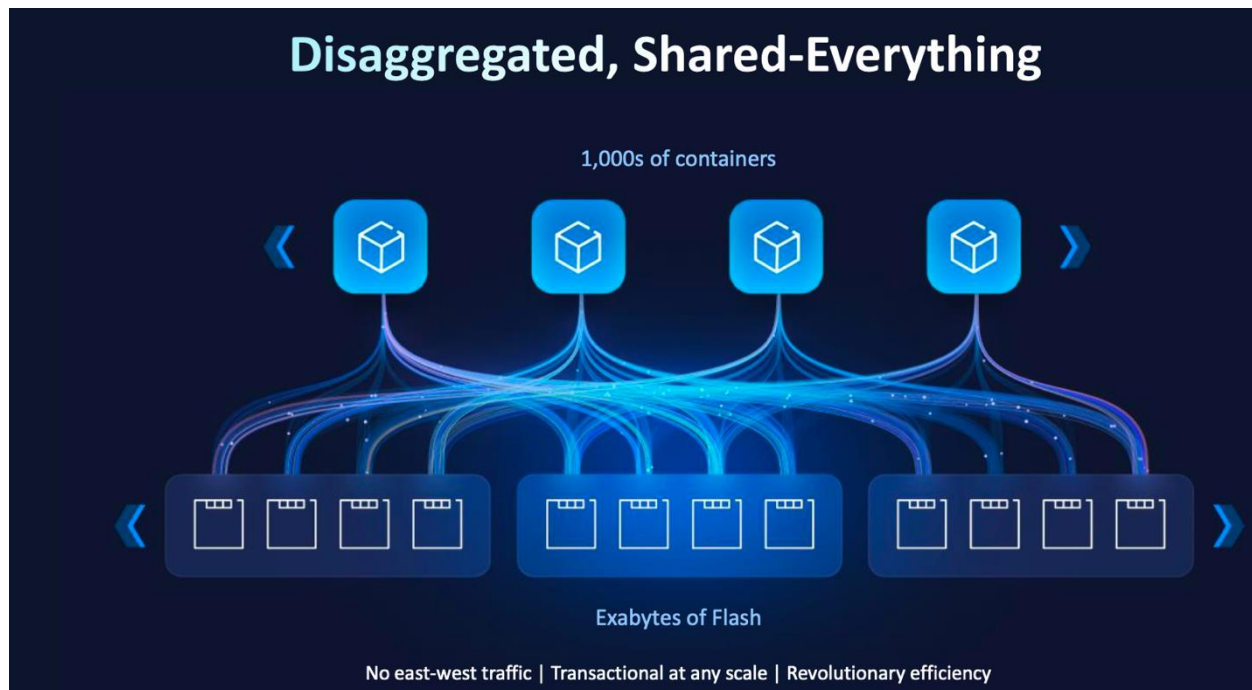 Disaggregated, Shared-Everything
1,000s of containers
Exabytes of Flash
No east-west traffic | Transactional at any scale | Revolutionary efficiency